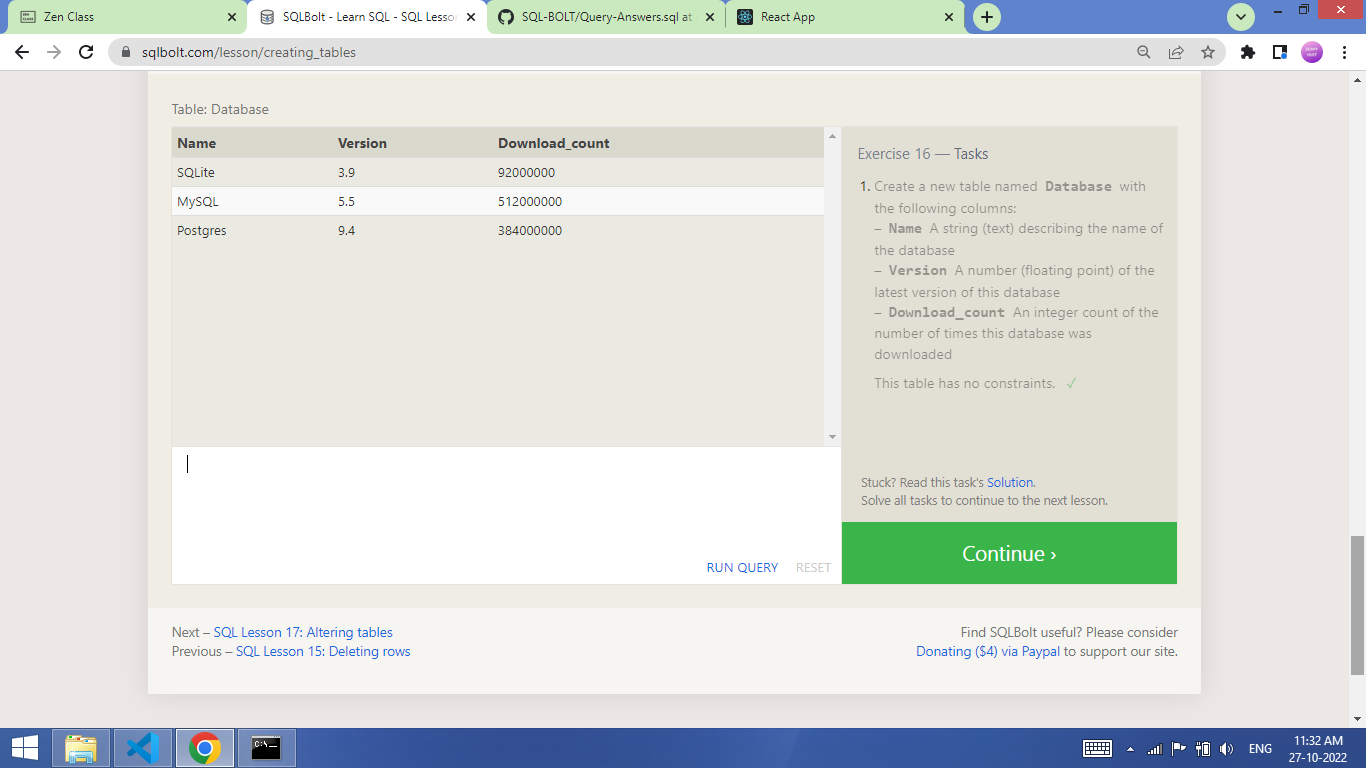 Zen Class
SQLBolt - Learn SQL - SQL Lesson
SQL-BOLT/Query-Answers.sql at
React App
sqlbolt.com/lesson/creating_tables
Table: Database
Name Version Download_count
SQLite 3.9 92000000
MySQL 5.5 512000000
Postgres 9.4 384000000
Exercise 16 — Tasks
1. Create a new table named Database with
the following columns:
– Name A string (text) describing the name of
the database
– Version A number (floating point) of the
latest version of this database
– Download_count An integer count of the
number of times this database was
downloaded
This table has no constraints. ✓
Stuck? Read this task's Solution.
Solve all tasks to continue to the next lesson.
RUN QUERY RESET
Continue ›
Next – SQL Lesson 17: Altering tables
Previous – SQL Lesson 15: Deleting rows
Find SQLBolt useful? Please consider
Donating ($4) via Paypal to support our site.
ENG
11:32 AM
27-10-2022